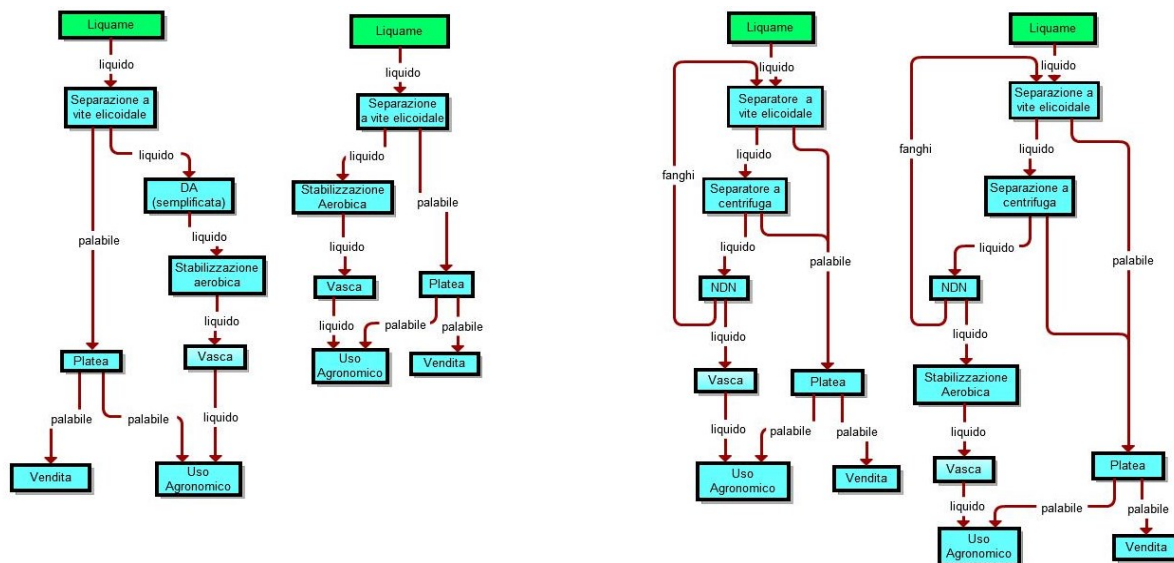 Liquame
liquido
Separazione a
vite elicoidale
liquido
DA
(semplificata)
palabile
liquido
Stabilizzazione
aerobica
liquido
Platea
Vasca
palabile
palabile
liquido
Vendita
Uso
Agronomico
Liquame
liquido
Separazione
a vite elicoidale
liquido
Stabilizzazione
Aerobica
palabile
liquido
Vasca
Platea
liquido
palabile
palabile
Uso
Agronomico
Vendita
Liquame
liquido
Separatore a
vite elicoidale
liquido
fanghi
Separatore a
centrifuga
liquido
palabile
NDN
liquido
Vasca
Platea
liquido
palabile
palabile
Uso
Agronomico
Vendita
Liquame
liquido
Separazione a
vite elicoidale
fanghi
liquido
Separazione a
centrifuga
liquido
palabile
NDN
liquido
Stabilizzazione
Aerobica
liquido
Vasca
Platea
liquido
palabile
palabile
Uso
Agronomico
Vendita